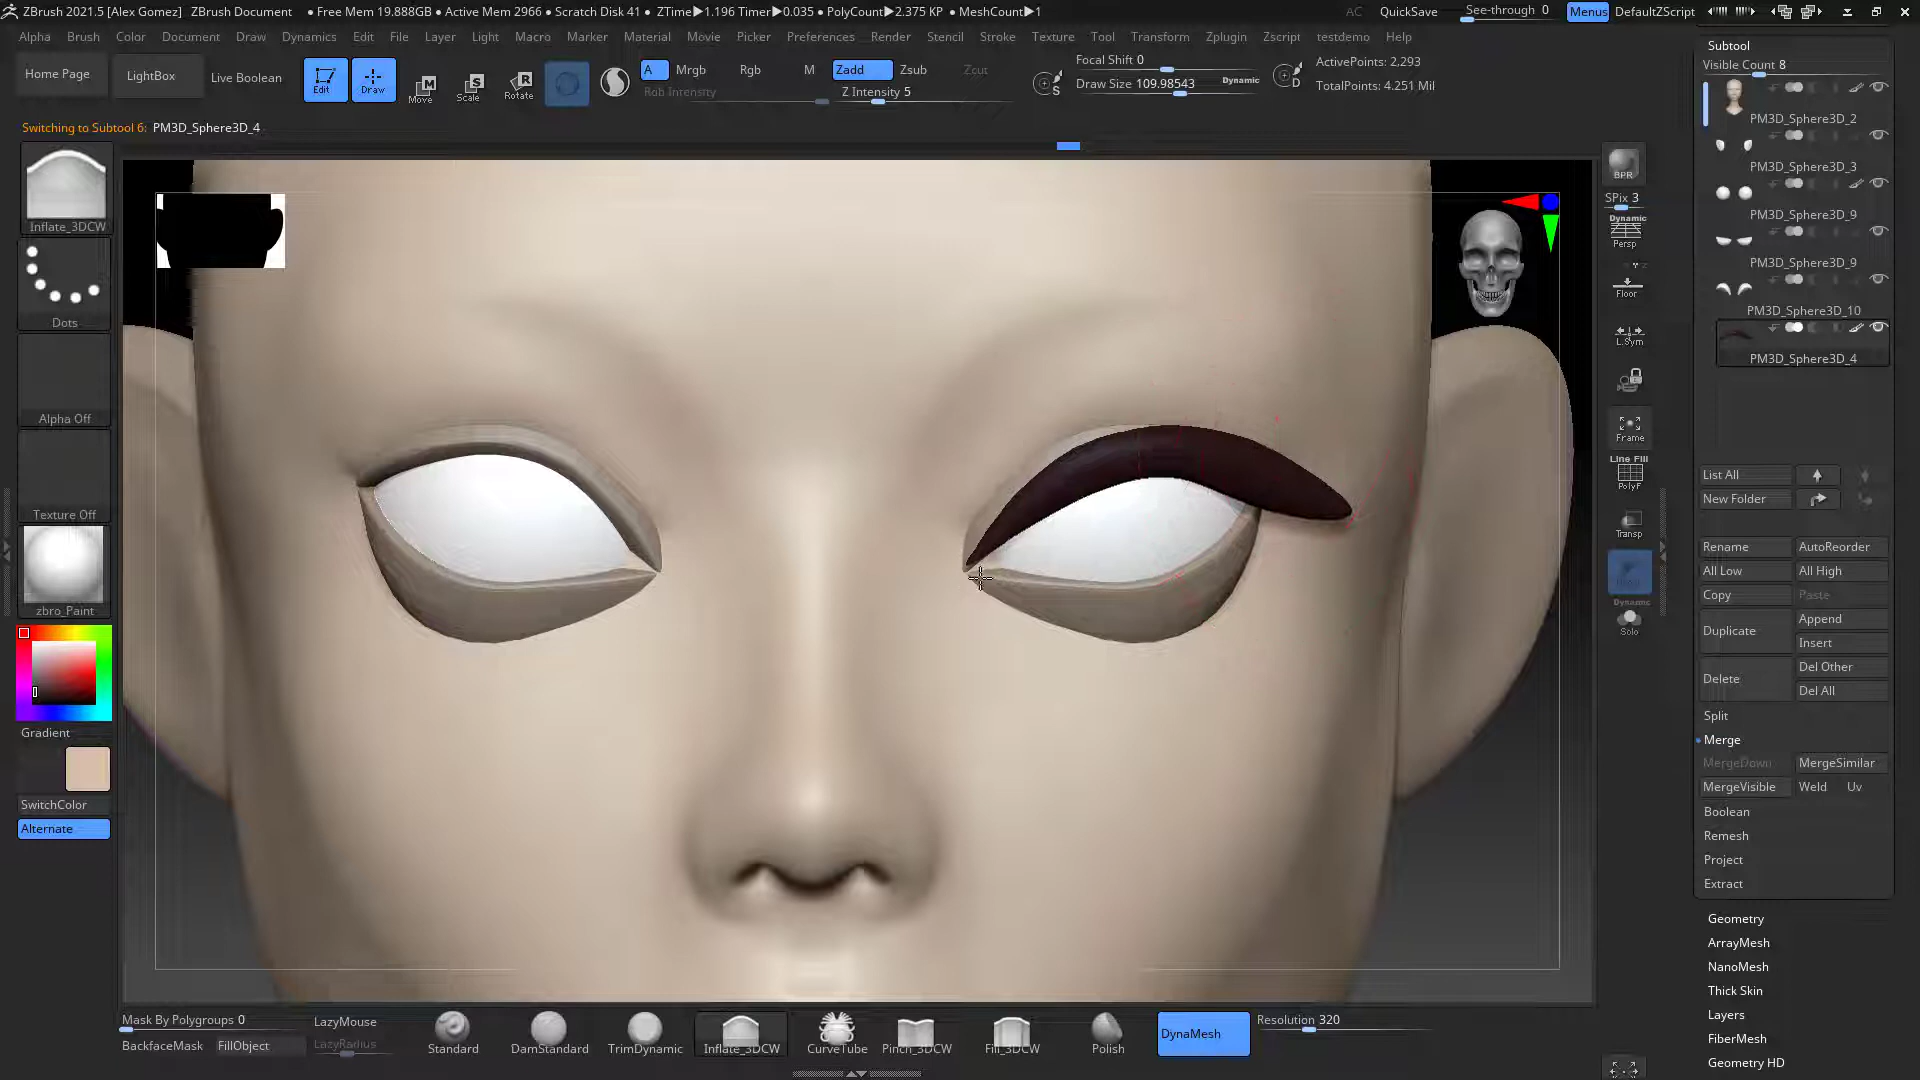 ZBrush 2021.5 [Alex Gomez] ZBrush Document • Free Mem 19.888GB • Active Mem 2966 • Scratch Disk 41 • ZTime▶1.196 Timer▶0.035 • PolyCount▶2.375 KP • MeshCount▶1 AC QuickSave See-through 0 Menus DefaultZScript
Alpha Brush Color Document Draw Dynamics Edit File Layer Light Macro Marker Material Movie Picker Preferences Render Stencil Stroke Texture Tool Transform Zplugin Zscript testdemo Help
Home Page LightBox Live Boolean Edit Draw Move Scale Rotate
A Mrgb Rgb M Zadd Zsub Zcut
Rgb Intensity Z Intensity 5
S Focal Shift 0
Draw Size 109.98543 Dynamic D
ActivePoints: 2,293
TotalPoints: 4.251 Mil
Switching to Subtool 6: PM3D_Sphere3D_4
Inflate_3DCW
Dots
Alpha Off
Texture Off
zbro_Paint
Gradient
SwitchColor
Alternate
BPR
SPix 3
Dynamic
Persp
Floor
L.Sym
Frame
Line Fill
PolyF
Transp
Dynamic
Solo
Subtool
Visible Count 8
PM3D_Sphere3D_2
PM3D_Sphere3D_3
PM3D_Sphere3D_9
PM3D_Sphere3D_9
PM3D_Sphere3D_10
PM3D_Sphere3D_4
List All
New Folder
Rename AutoReorder
All Low All High
Copy Paste
Duplicate Append
Insert
Delete Del Other
Del All
Split
Merge
MergeDown MergeSimilar
MergeVisible Weld Uv
Boolean
Remesh
Project
Extract
Geometry
ArrayMesh
NanoMesh
Thick Skin
Layers
FiberMesh
Geometry HD
Mask By Polygroups 0
BackfaceMask FillObject
LazyMouse
LazyRadius
Standard DamStandard TrimDynamic Inflate_3DCW CurveTube Pinch_3DCW Fill_3DCW Polish
DynaMesh Resolution 320